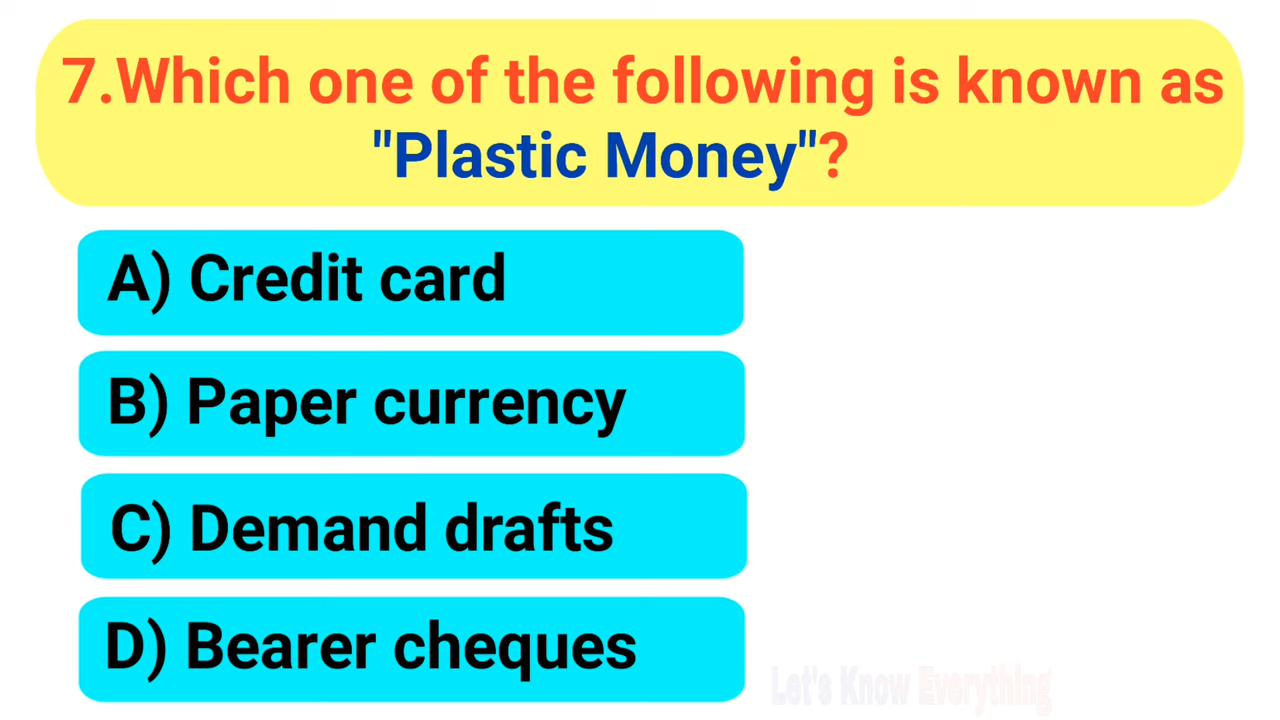 7.Which one of the following is known as
"Plastic Money"?
A) Credit card
B) Paper currency
C) Demand drafts
D) Bearer cheques
Let's Know Everything